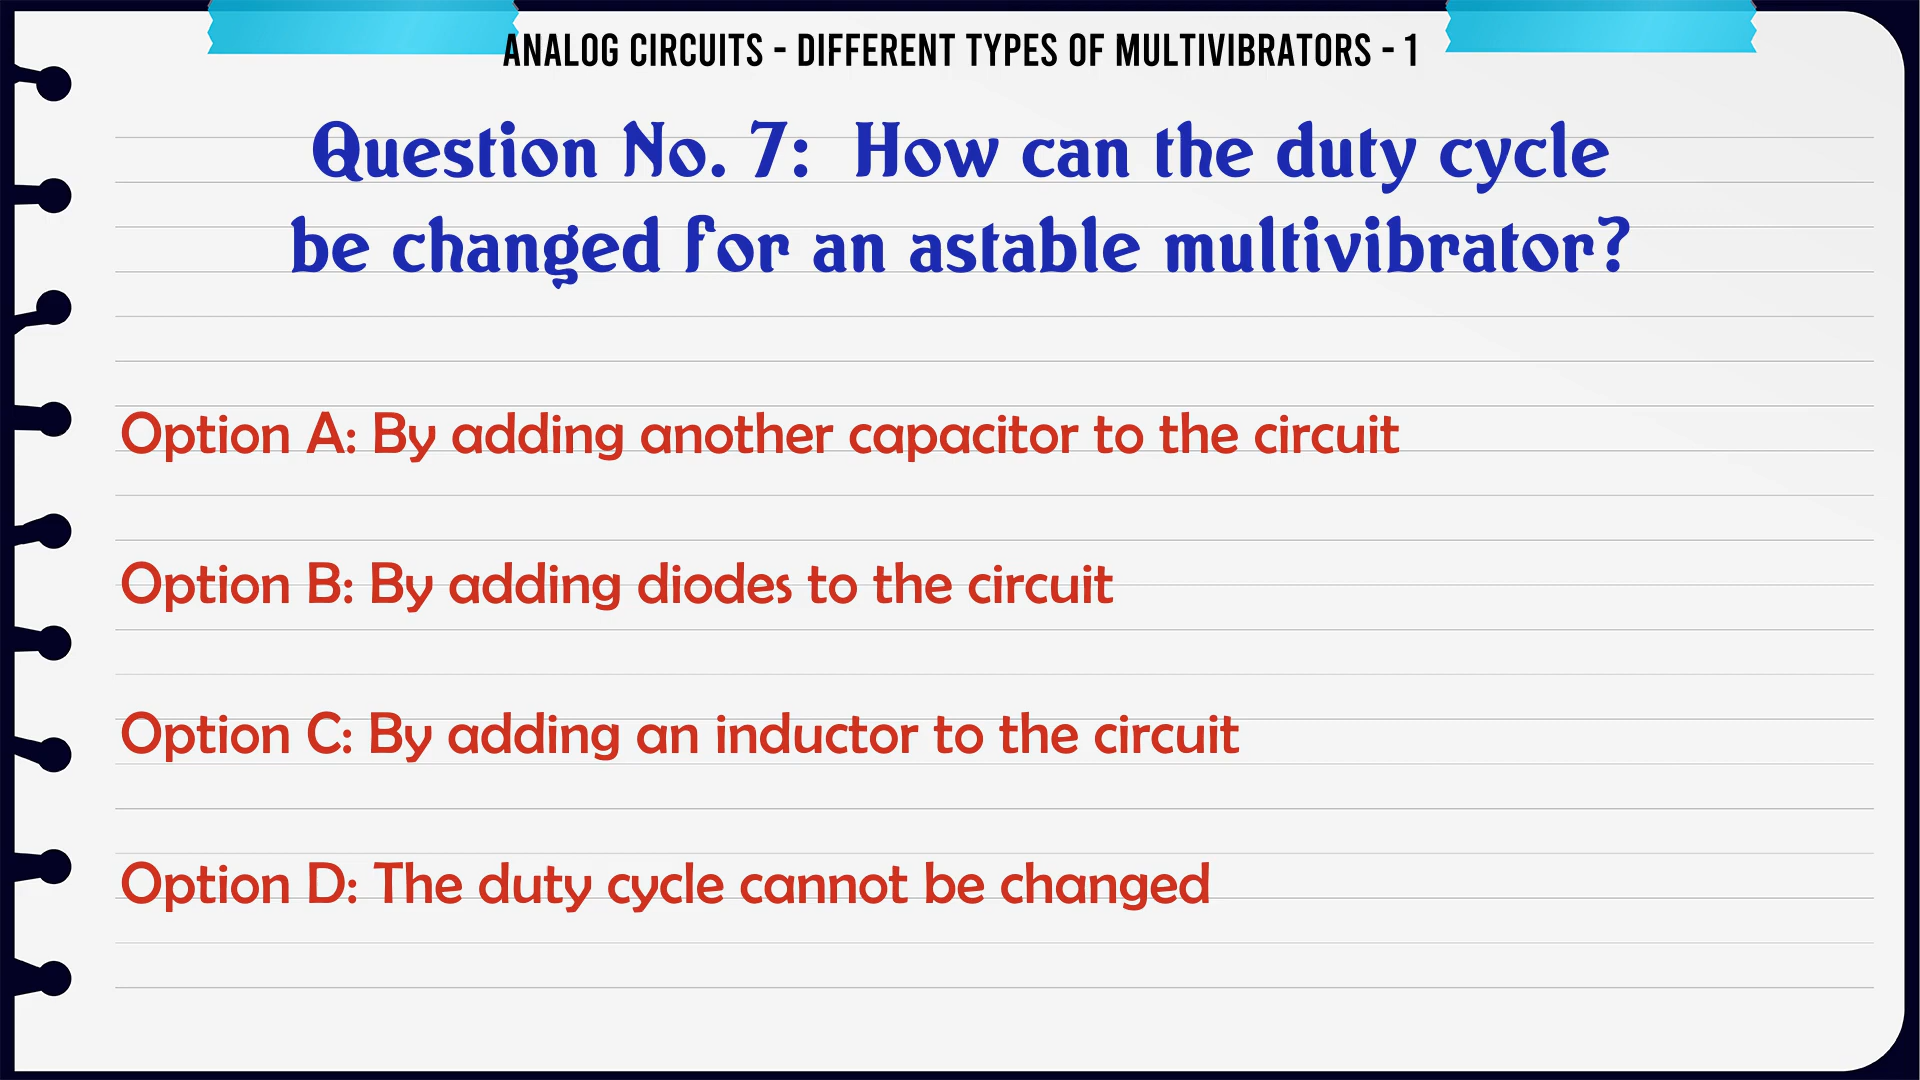 ANALOG CIRCUITS - DIFFERENT TYPES OF MULTIVIBRATORS - 1
Question No. 7: How can the duty cycle
be changed for an astable multivibrator?
Option A: By adding another capacitor to the circuit
Option B: By adding diodes to the circuit
Option C: By adding an inductor to the circuit
Option D: The duty cycle cannot be changed